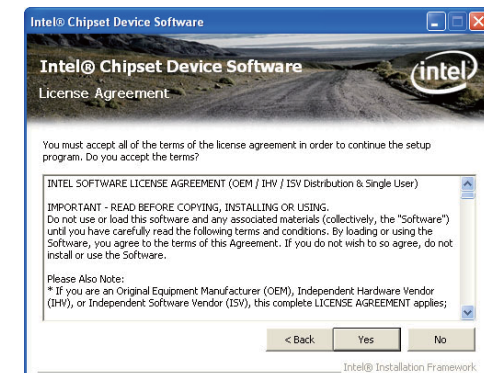 Intel® Chipset Device Software
Intel® Chipset Device Software
intel
License Agreement
You must accept all of the terms of the license agreement in order to continue the setup
program. Do you accept the terms?
INTEL SOFTWARE LICENSE AGREEMENT (OEM / IHV / ISV Distribution & Single User)
IMPORTANT - READ BEFORE COPYING, INSTALLING OR USING.
Do not use or load this software and any associated materials (collectively, the "Software")
until you have carefully read the following terms and conditions. By loading or using the
Software, you agree to the terms of this Agreement. If you do not wish to so agree, do not
install or use the Software.
Please Also Note:
* If you are an Original Equipment Manufacturer (OEM), Independent Hardware Vendor
(IHV), or Independent Software Vendor (ISV), this complete LICENSE AGREEMENT applies;
< Back Yes No
Intel® Installation Framework